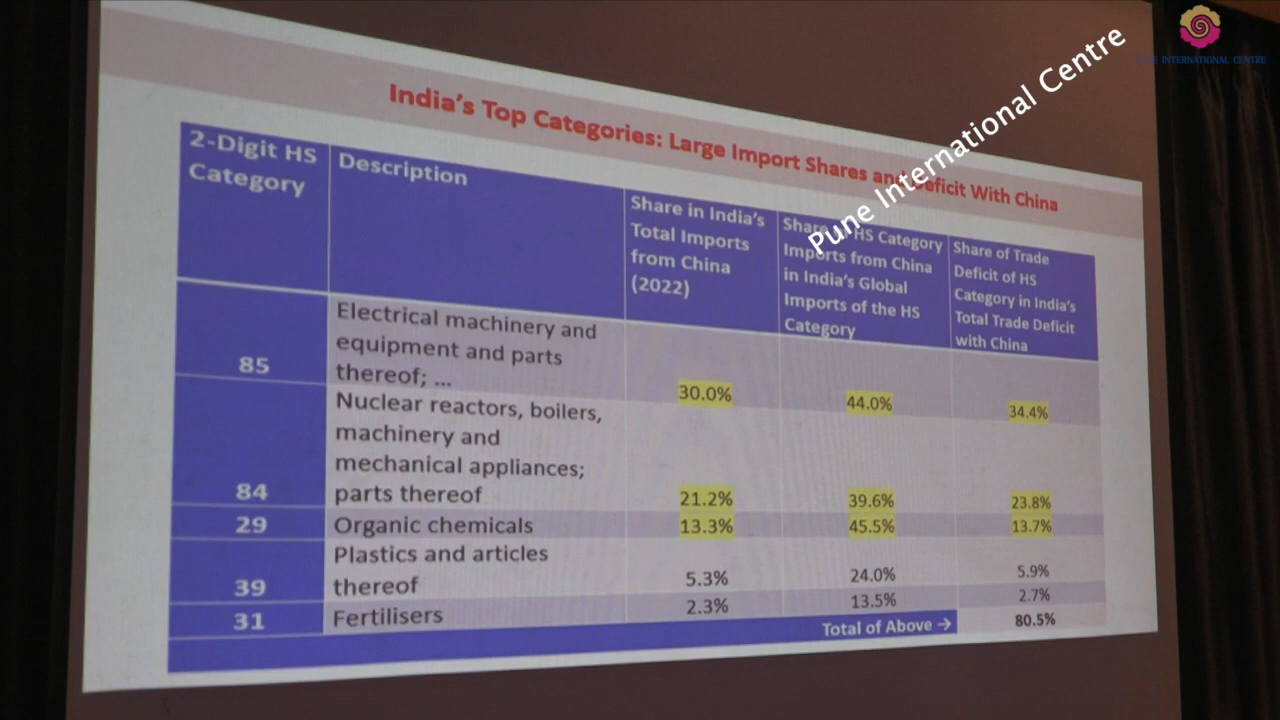 Pune International Centre
INTERNATIONAL CENTRE
India's Top Categories: Large Import Shares and Deficit With China
2-Digit HS
Category
Description
Share in India's
Total Imports
from China
(2022)
Share of HS Category
Imports from China
in India's Global
Imports of the HS
Category
Share of Trade
Deficit of HS
Category in India's
Total Trade Deficit
with China
85
Electrical machinery and
equipment and parts
thereof; ...
30.0%
44.0%
34.4%
84
Nuclear reactors, boilers,
machinery and
mechanical appliances;
parts thereof
21.2%
39.6%
23.8%
29
Organic chemicals
13.3%
45.5%
13.7%
39
Plastics and articles
thereof
5.3%
24.0%
5.9%
31
Fertilisers
2.3%
13.5%
2.7%
Total of Above →
80.5%